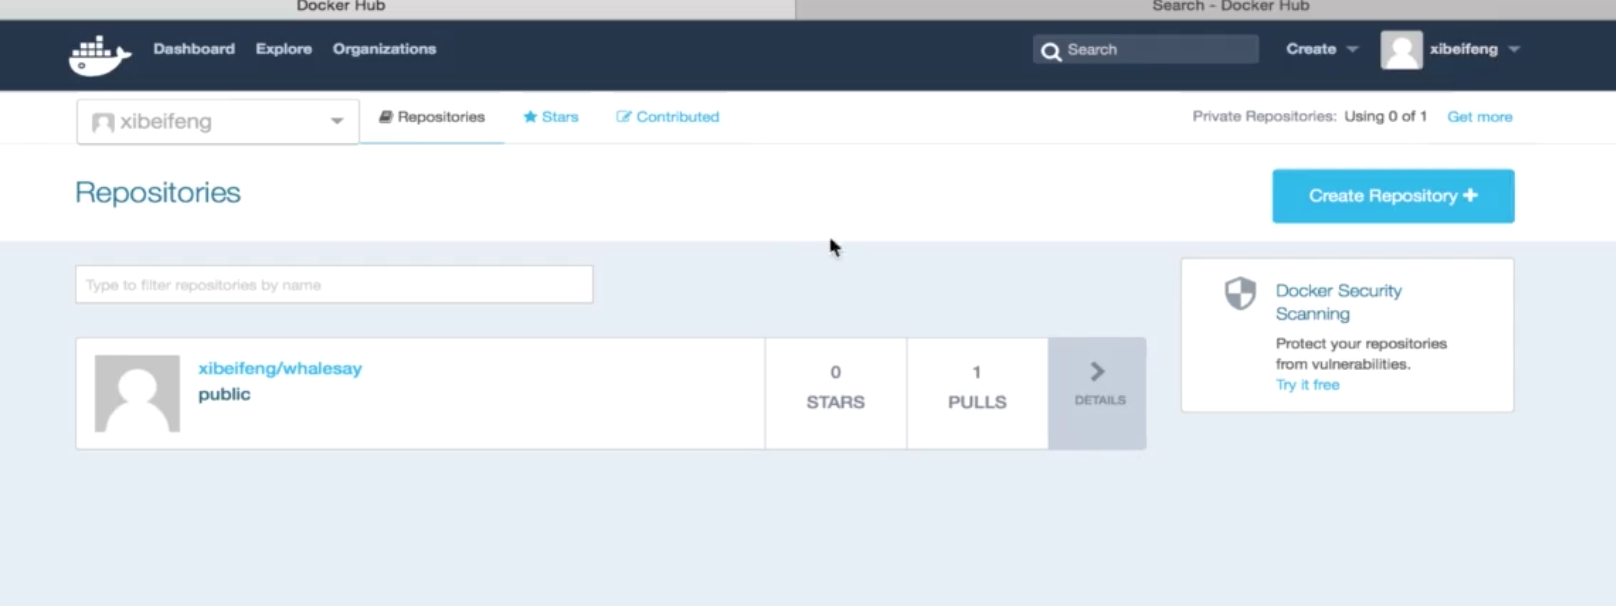 Docker Hub
Search - Docker Hub
Dashboard Explore Organizations
Search
Create
xibeifeng
xibeifeng
Repositories
Stars
Contributed
Private Repositories: Using 0 of 1 Get more
Repositories
Create Repository +
Type to filter repositories by name
xibeifeng/whalesay
public
0
STARS
1
PULLS
DETAILS
Docker Security
Scanning
Protect your repositories
from vulnerabilities.
Try it free